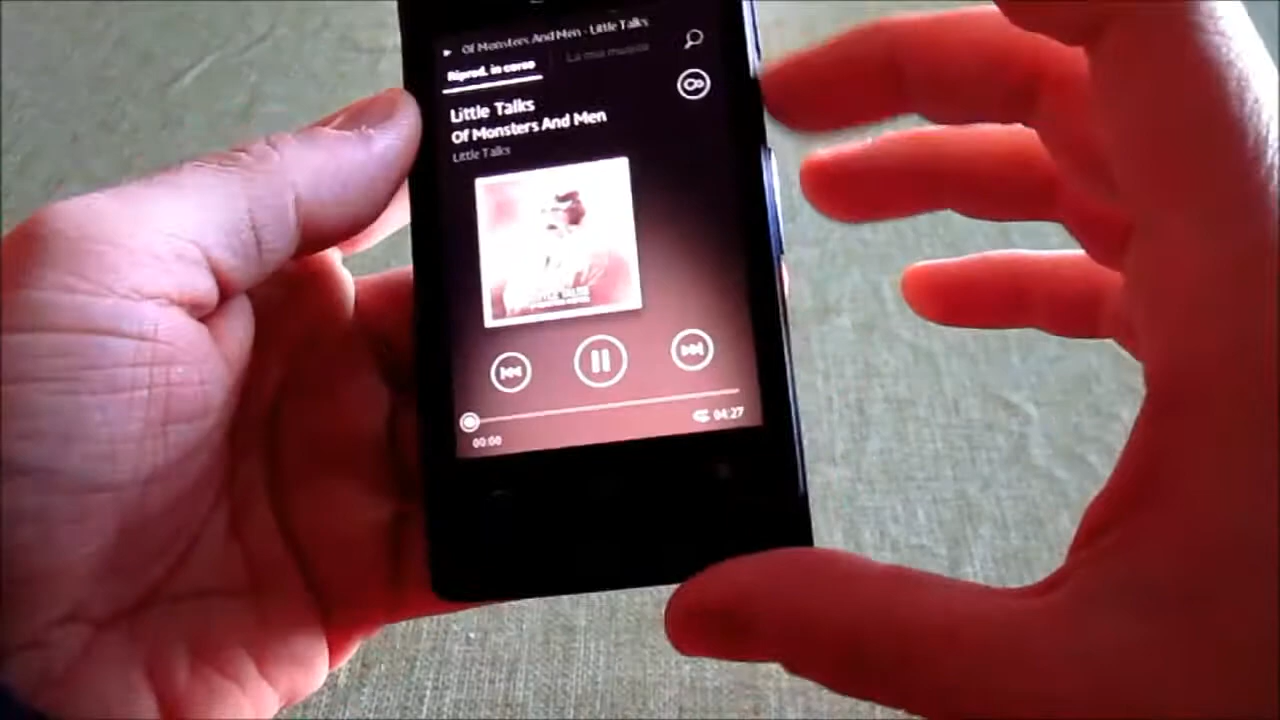 Of Monsters And Men - Little Talks
Riprod. in corso
La mia musica
Little Talks
Of Monsters And Men
Little Talks
00:00
04:27